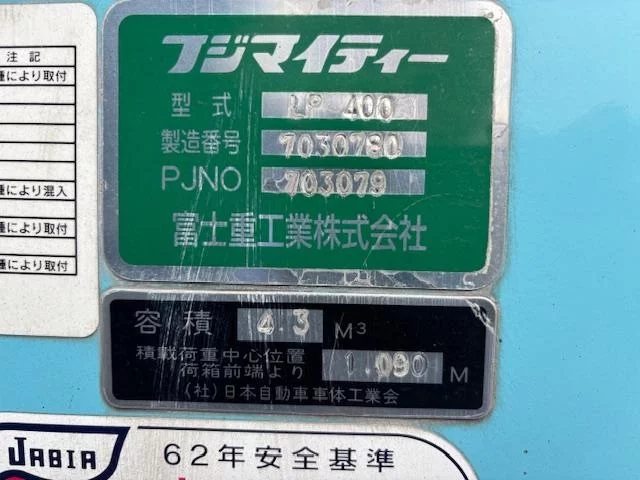 注記
種により取付
種により混入
種により取付
種により取付
フジマイティー
型式 LP 400
製造番号 7030780
PJNO 703079
富士重工業株式会社
容積 4.3 M³
積載荷重中心位置
荷箱前端より 1.090 M
(社)日本自動車車体工業会
JABIA 62年安全基準